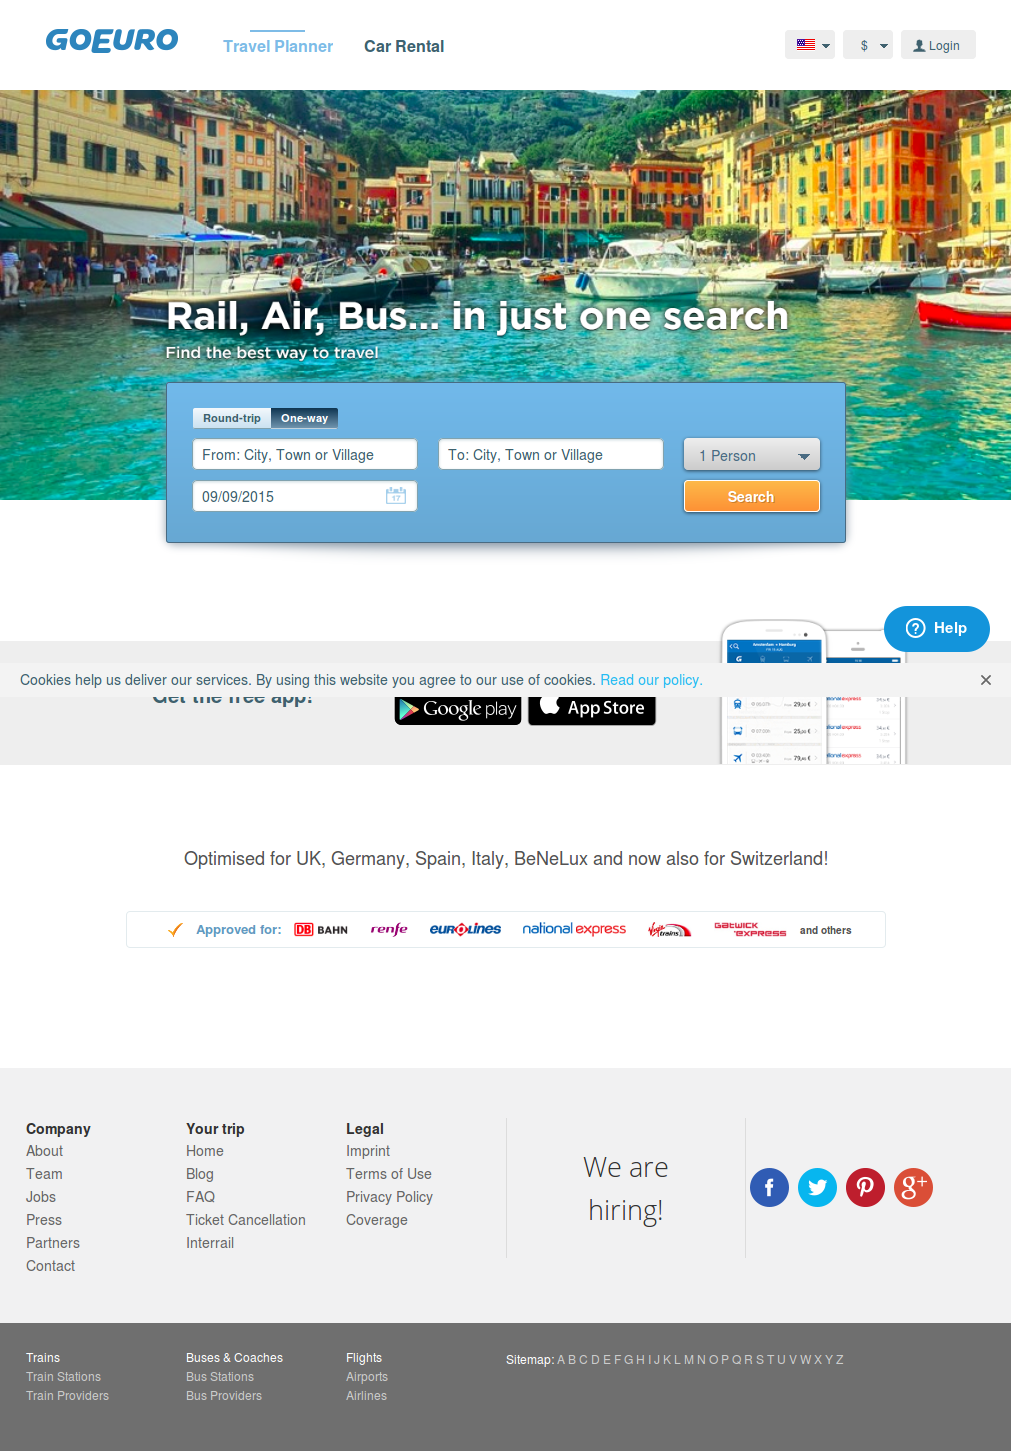 GOEURO
Travel Planner
Car Rental
$
Login
Rail, Air, Bus... in just one search
Find the best way to travel
Round-trip
One-way
From: City, Town or Village
To: City, Town or Village
1 Person
09/09/2015
17
Search
Help
Amsterdam > Hamburg
Cookies help us deliver our services. By using this website you agree to our use of cookies. Read our policy.
Get the free app!
Google play
App Store
29,
25,
79,
Optimised for UK, Germany, Spain, Italy, BeNeLux and now also for Switzerland!
Approved for:
DB BAHN
renfe
EUROLINES
national express
Virgin trains
GATWICK EXPRESS
and others
Company
About
Team
Jobs
Press
Partners
Contact
Your trip
Home
Blog
FAQ
Ticket Cancellation
Interrail
Legal
Imprint
Terms of Use
Privacy Policy
Coverage
We are
hiring!
Trains
Train Stations
Train Providers
Buses & Coaches
Bus Stations
Bus Providers
Flights
Airports
Airlines
Sitemap: A B C D E F G H I J K L M N O P Q R S T U V W X Y Z